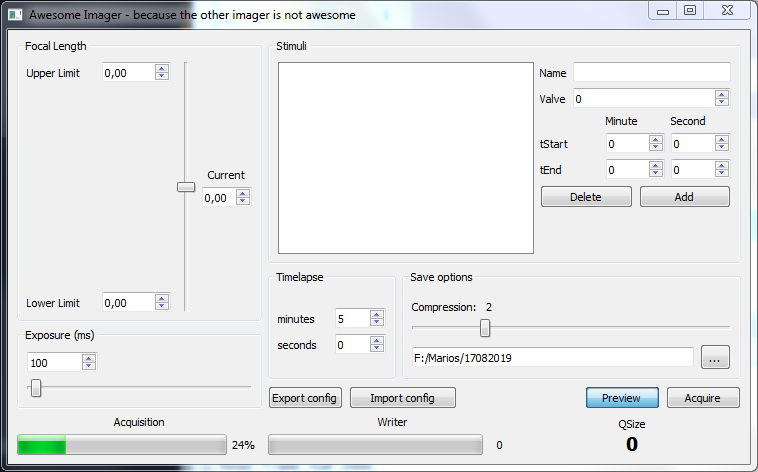 Awesome Imager - because the other imager is not awesome
Focal Length
Upper Limit 0,00
Current
0,00
Lower Limit 0,00
Exposure (ms)
100
Stimuli
Name
Valve 0
Minute Second
tStart 0 0
tEnd 0 0
Delete Add
Timelapse
minutes 5
seconds 0
Save options
Compression: 2
F:/Marios/17082019 ...
Export config Import config Preview Acquire
Acquisition Writer QSize
24% 0 0